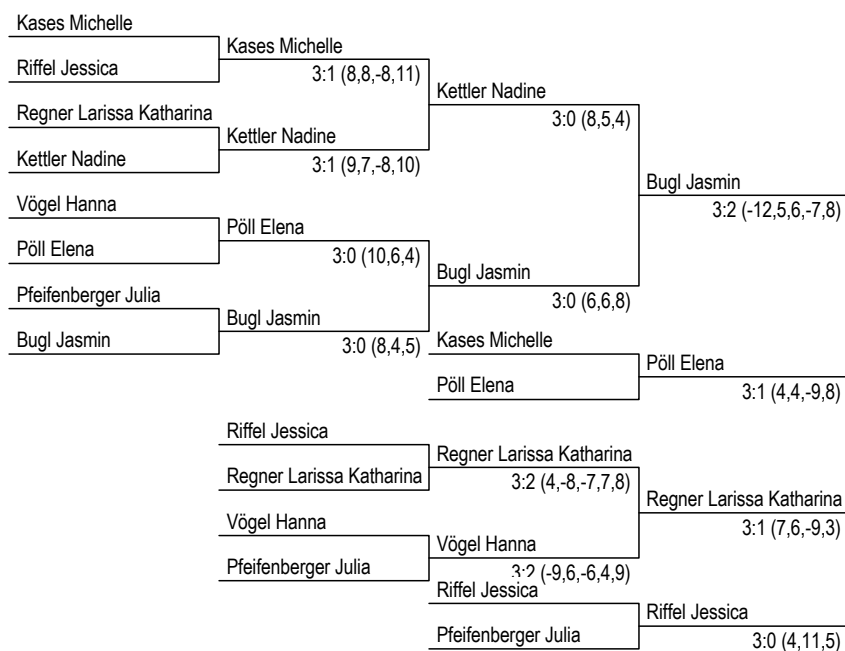 Kases Michelle
Riffel Jessica
Kases Michelle
3:1 (8,8,-8,11)
Regner Larissa Katharina
Kettler Nadine
Kettler Nadine
3:1 (9,7,-8,10)
Kettler Nadine
3:0 (8,5,4)
Vögel Hanna
Pöll Elena
Pöll Elena
3:0 (10,6,4)
Pfeifenberger Julia
Bugl Jasmin
Bugl Jasmin
3:0 (8,4,5)
Bugl Jasmin
3:0 (6,6,8)
Bugl Jasmin
3:2 (-12,5,6,-7,8)
Kases Michelle
Pöll Elena
Pöll Elena
3:1 (4,4,-9,8)
Riffel Jessica
Regner Larissa Katharina
Regner Larissa Katharina
3:2 (4,-8,-7,7,8)
Vögel Hanna
Pfeifenberger Julia
Vögel Hanna
3:2 (-9,6,-6,4,9)
Regner Larissa Katharina
3:1 (7,6,-9,3)
Riffel Jessica
Pfeifenberger Julia
Riffel Jessica
3:0 (4,11,5)